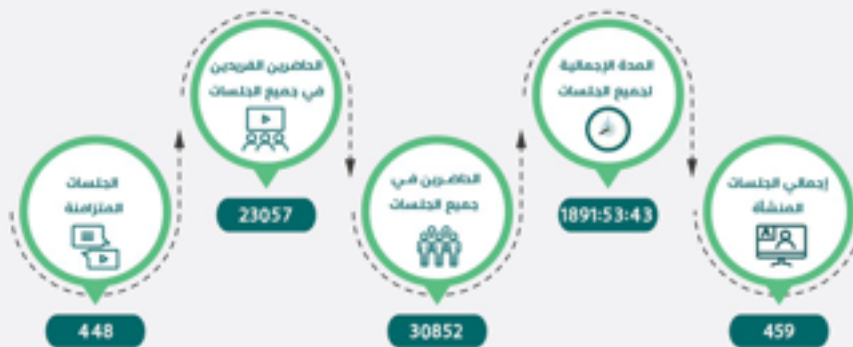 إجمالي الجلسات
المنشأة
459
المدة الإجمالية
لجميع الجلسات
1891:53:43
الحاضرين في
جميع الجلسات
30852
الحاضرين الفريدين
في جميع الجلسات
23057
الجلسات
المتزامنة
448